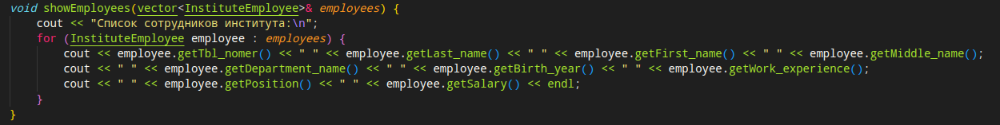 void showEmployees(vector<InstituteEmployee>& employees) {
    cout << "Список сотрудников института:\n";
    for (InstituteEmployee employee : employees) {
        cout << employee.getTbl_nomer() << " " << employee.getLast_name() << " " << employee.getFirst_name() << " " << employee.getMiddle_name();
        cout << " " << employee.getDepartment_name() << " " << employee.getBirth_year() << " " << employee.getWork_experience();
        cout << " " << employee.getPosition() << " " << employee.getSalary() << endl;
    }
}